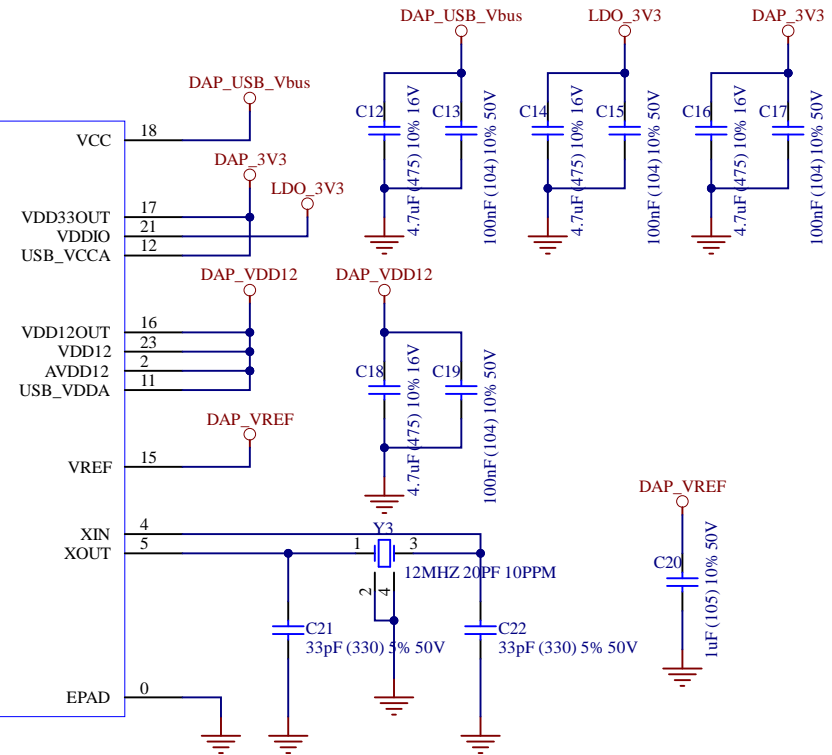 DAP_USB_Vbus
LDO_3V3
DAP_3V3
C12
4.7uF (475) 10% 16V
C13
100nF (104) 10% 50V
C14
4.7uF (475) 10% 16V
C15
100nF (104) 10% 50V
C16
4.7uF (475) 10% 16V
C17
100nF (104) 10% 50V
DAP_USB_Vbus
VCC 18
DAP_3V3
LDO_3V3
VDD33OUT 17
VDDIO 21
USB_VCCA 12
DAP_VDD12
DAP_VDD12
VDD12OUT 16
VDD12 23
AVDD12 2
USB_VDDA 11
C18
4.7uF (475) 10% 16V
C19
100nF (104) 10% 50V
DAP_VREF
VREF 15
DAP_VREF
C20
1uF (105) 10% 50V
XIN 4
XOUT 5
Y3
1 3
2 4
12MHZ 20PF 10PPM
C21
33pF (330) 5% 50V
C22
33pF (330) 5% 50V
EPAD 0